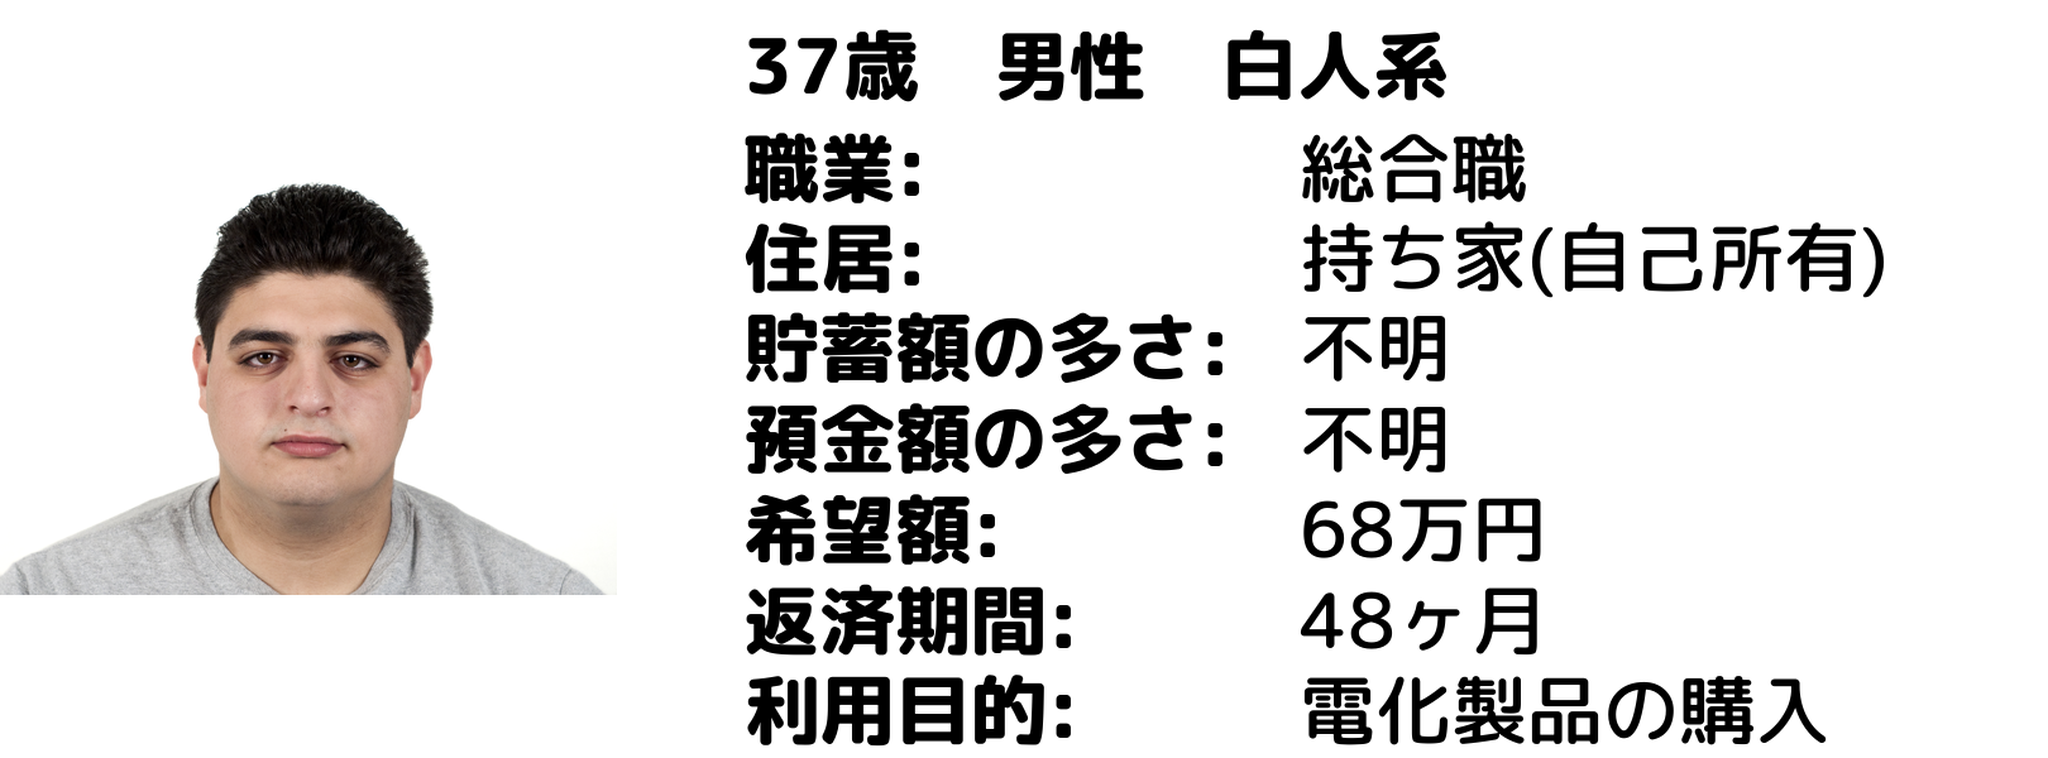 37歳　男性　白人系
職業:　総合職
住居:　持ち家(自己所有)
貯蓄額の多さ:　不明
預金額の多さ:　不明
希望額:　68万円
返済期間:　48ヶ月
利用目的:　電化製品の購入